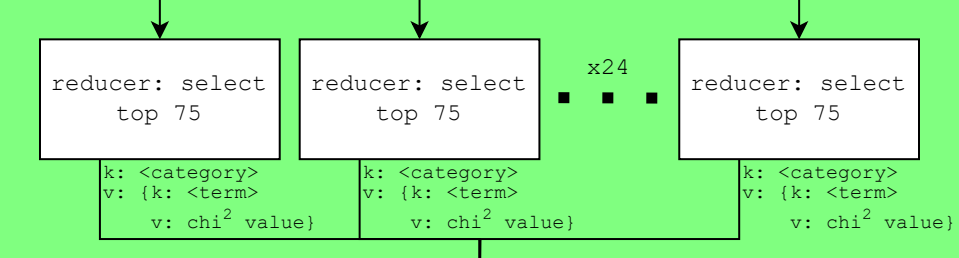 x24
reducer: select
top 75
reducer: select
top 75
reducer: select
top 75
k: <category>
v: {k: <term>
v: chi² value}
k: <category>
v: {k: <term>
v: chi² value}
k: <category>
v: {k: <term>
v: chi² value}